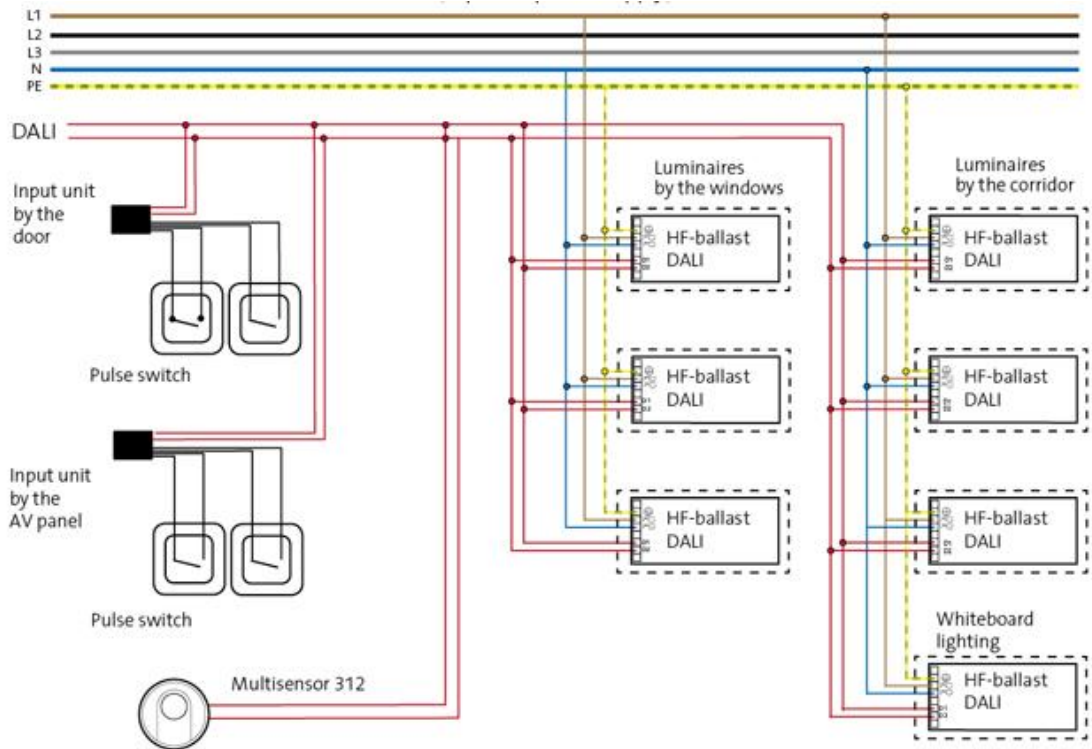 L1
L2
L3
N
PE
DALI
Input unit
by the
door
Pulse switch
Input unit
by the
AV panel
Pulse switch
Multisensor 312
Luminaires
by the windows
HF-ballast
DALI
HF-ballast
DALI
HF-ballast
DALI
Luminaires
by the corridor
HF-ballast
DALI
HF-ballast
DALI
HF-ballast
DALI
Whiteboard
lighting
HF-ballast
DALI